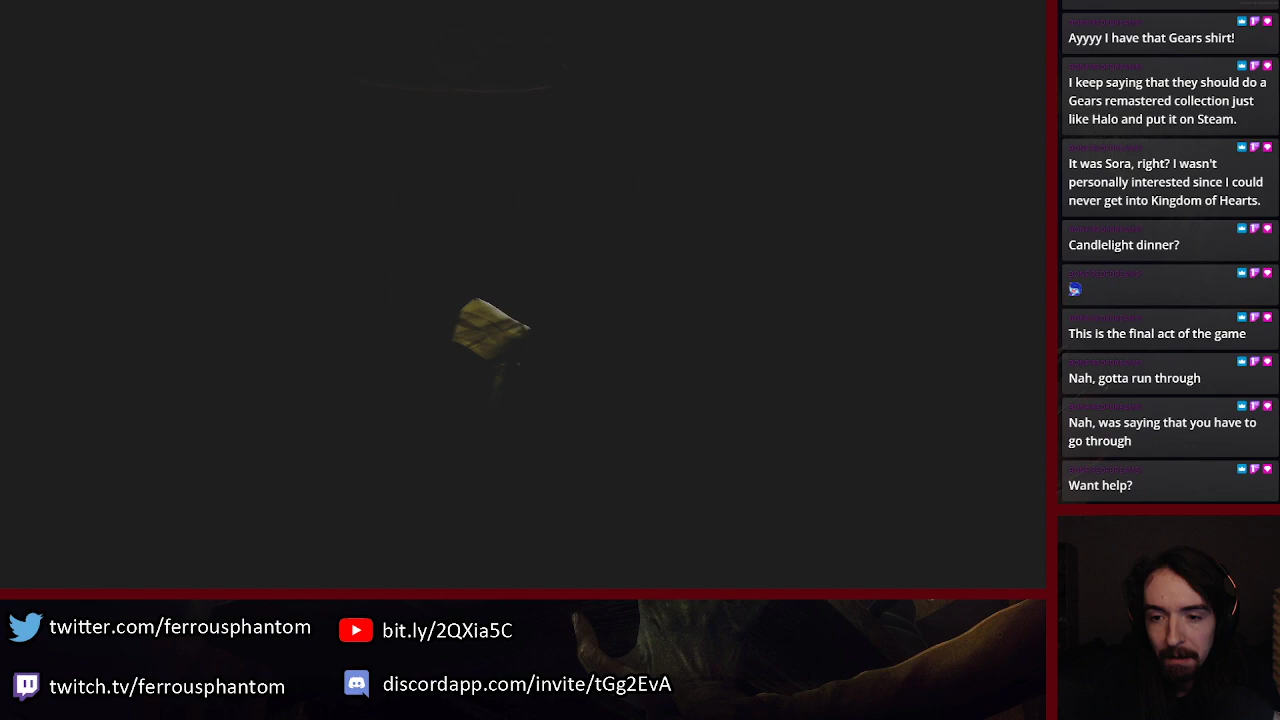 Ayyyy I have that Gears shirt!
I keep saying that they should do a
Gears remastered collection just
like Halo and put it on Steam.
It was Sora, right? I wasn't
personally interested since I could
never get into Kingdom of Hearts.
Candlelight dinner?
This is the final act of the game
Nah, gotta run through
Nah, was saying that you have to
go through
Want help?
twitter.com/ferrousphantom
bit.ly/2QXia5C
twitch.tv/ferrousphantom
discordapp.com/invite/tGg2EvA